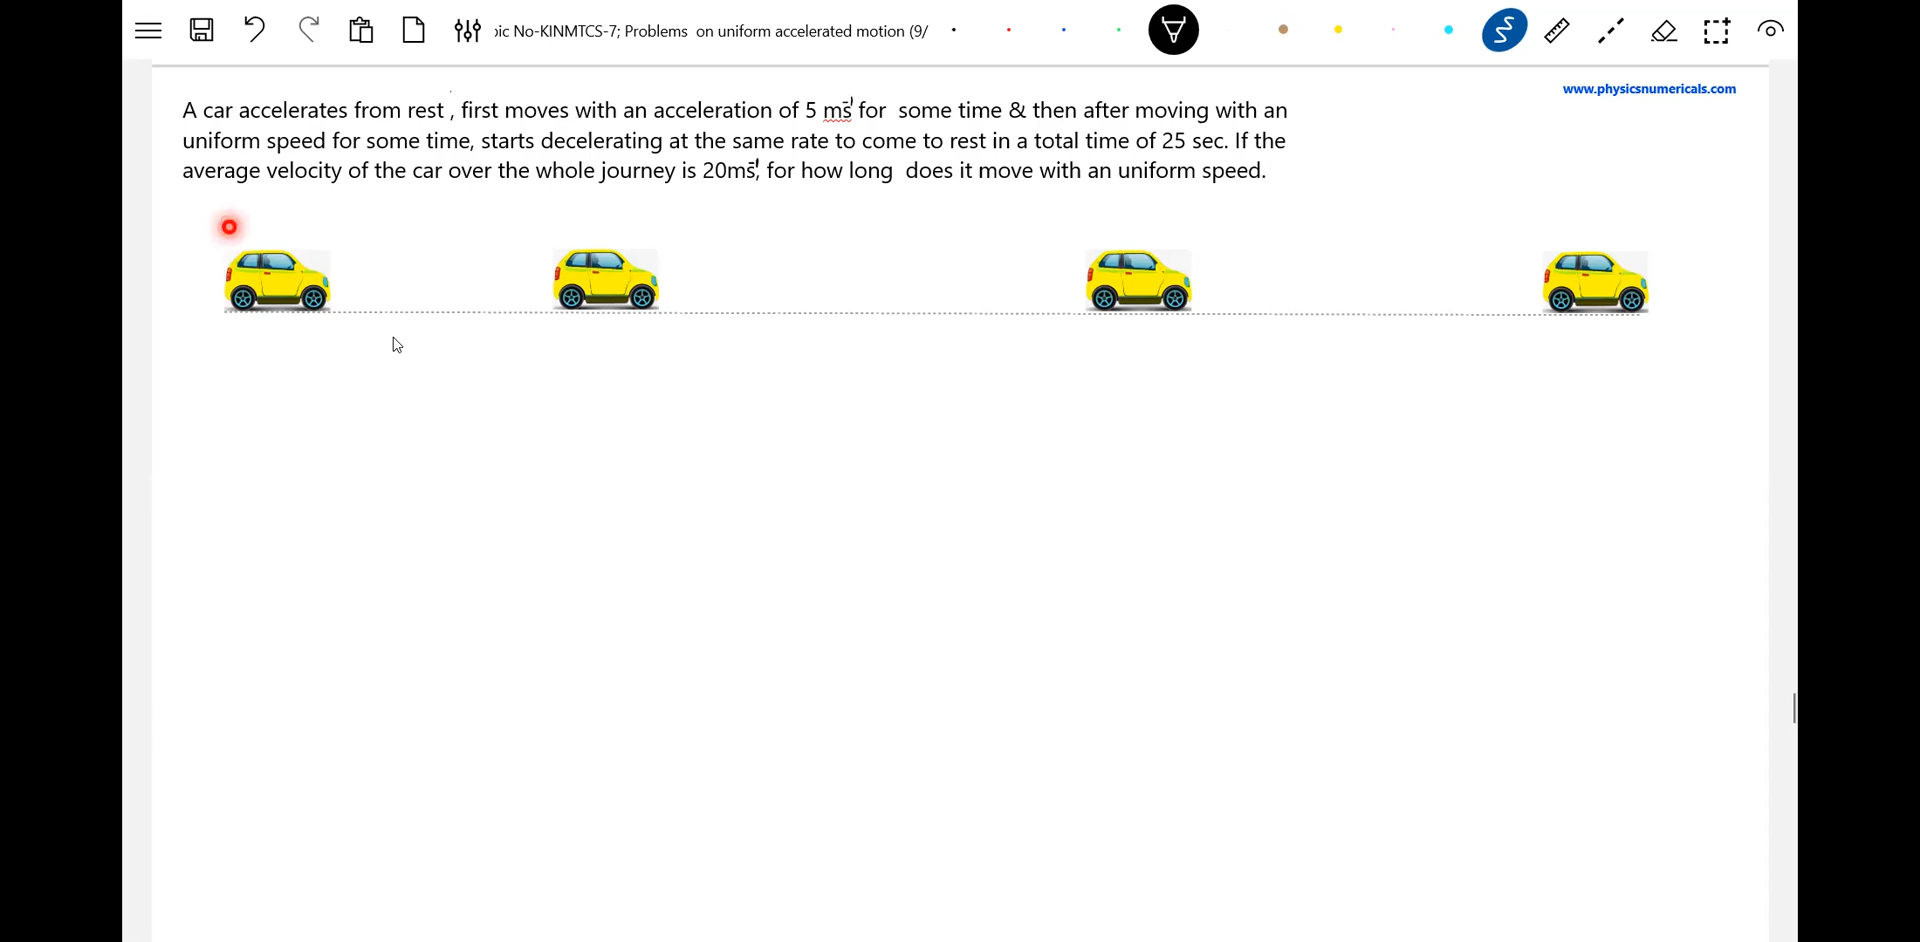 ic No-KINMTCS-7; Problems on uniform accelerated motion (9/
www.physicsnumericals.com
A car accelerates from rest , first moves with an acceleration of 5 ms⁻¹ for some time & then after moving with an
uniform speed for some time, starts decelerating at the same rate to come to rest in a total time of 25 sec. If the
average velocity of the car over the whole journey is 20ms⁻¹, for how long does it move with an uniform speed.